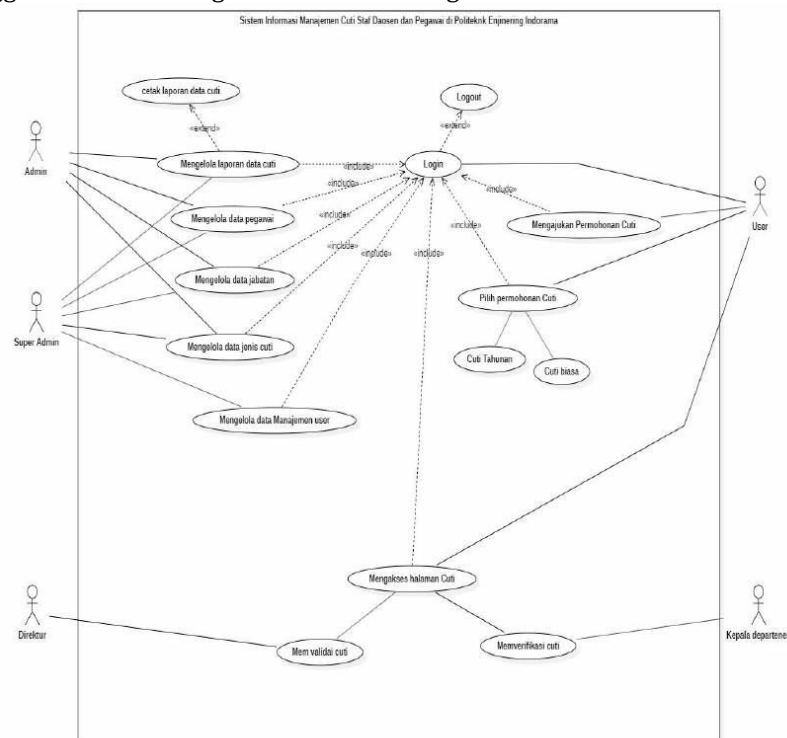 Sistem Informasi Manajemen Cuti Staf Daosen dan Pegawai di Politeknk Enjinering Indorama
cetak laporan data cuti
Logout
«extend»
«extend»
Admin
Mengelola laporan data cuti
«include»
Login
«include»
«include»
Mengelola data pegawai
«include»
Mengajukan Permohonan Cuti
User
«include»
«include»
«include»
«include»
Mengelola data jabatan
Pilih permohonan Cuti
Super Admin
Mengelola data jenis cuti
Cuti Tahunan
Cuti biasa
Mengelola data Manajemen user
Mengakses halaman Cuti
Direktur
Mem validai cuti
Memverifikasi cuti
Kepala departene